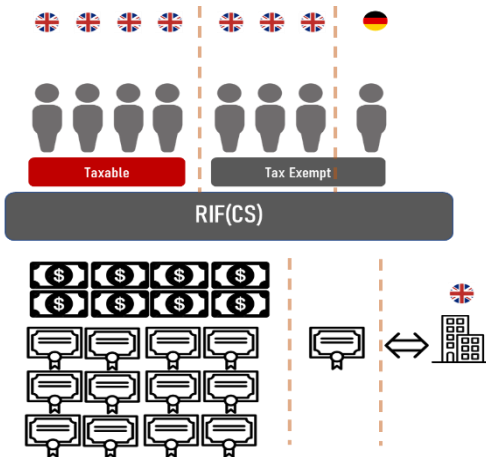 Taxable
Tax Exempt
RIF(CS)
$ $ $ $
$ $ $ $